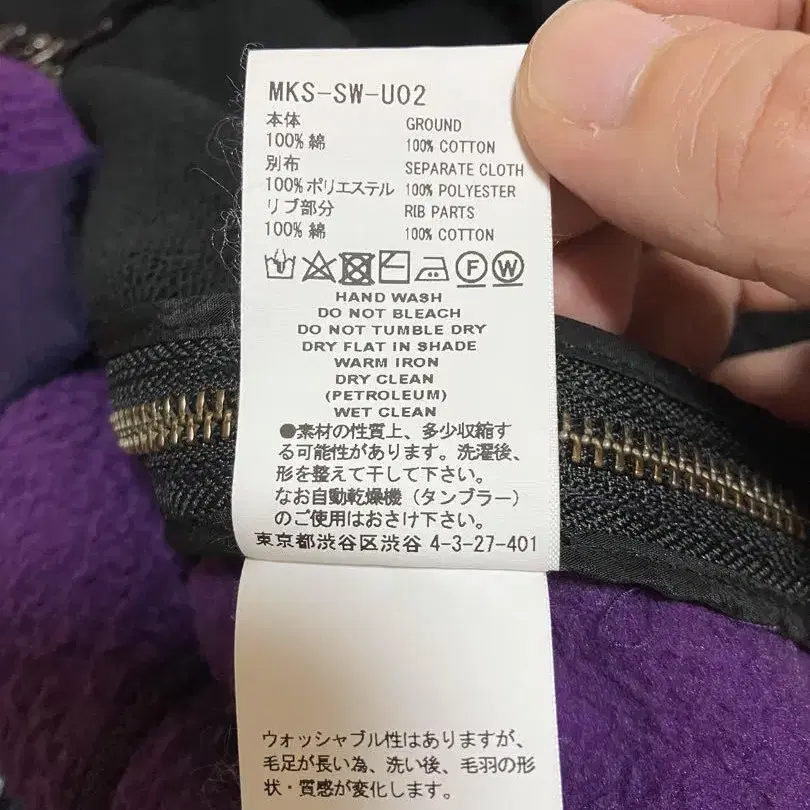 MKS-SW-U02
本体 GROUND
100% 綿 100% COTTON
別布 SEPARATE CLOTH
100% ポリエステル 100% POLYESTER
リブ部分 RIB PARTS
100% 綿 100% COTTON
F W
HAND WASH
DO NOT BLEACH
DO NOT TUMBLE DRY
DRY FLAT IN SHADE
WARM IRON
DRY CLEAN
(PETROLEUM)
WET CLEAN
●素材の性質上、多少収縮す
る可能性があります。洗濯後、
形を整えて干して下さい。
なお自動乾燥機（タンブラー）
のご使用はおさけ下さい。
東京都渋谷区渋谷 4-3-27-401
ウォッシャブル性はありますが、
毛足が長い為、洗い後、毛羽の形
状・質感が変化します。